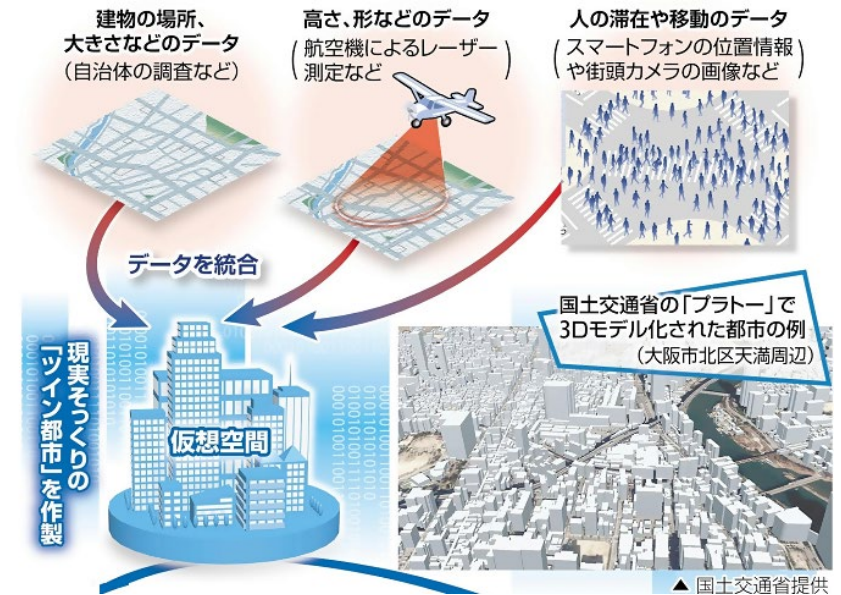 建物の場所、
大きさなどのデータ
(自治体の調査など)
高さ、形などのデータ
(航空機によるレーザー
測定など)
人の滞在や移動のデータ
(スマートフォンの位置情報
や街頭カメラの画像など)
データを統合
国土交通省の「プラトー」で
3Dモデル化された都市の例
(大阪市北区天満周辺)
現実そっくりの
「ツイン都市」を作製
仮想空間
▲ 国土交通省提供